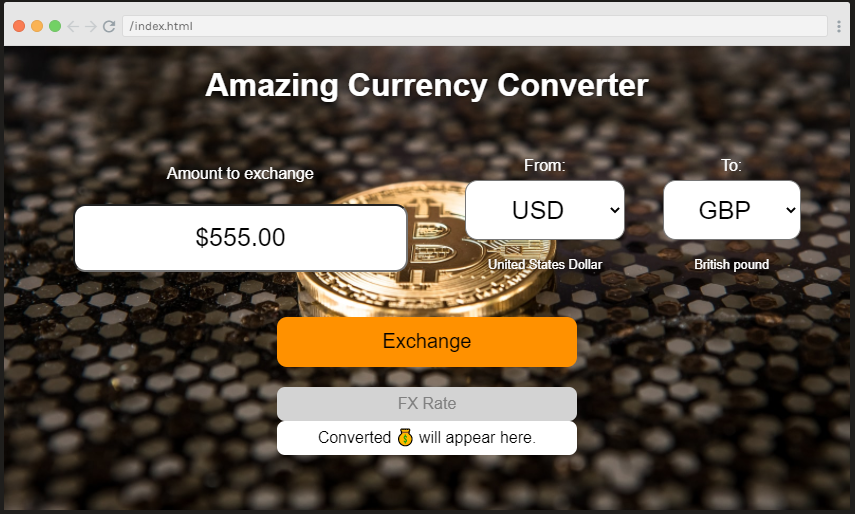 /index.html
Amazing Currency Converter
Amount to exchange
$555.00
From:
USD
United States Dollar
To:
GBP
British pound
Exchange
FX Rate
Converted 💰 will appear here.